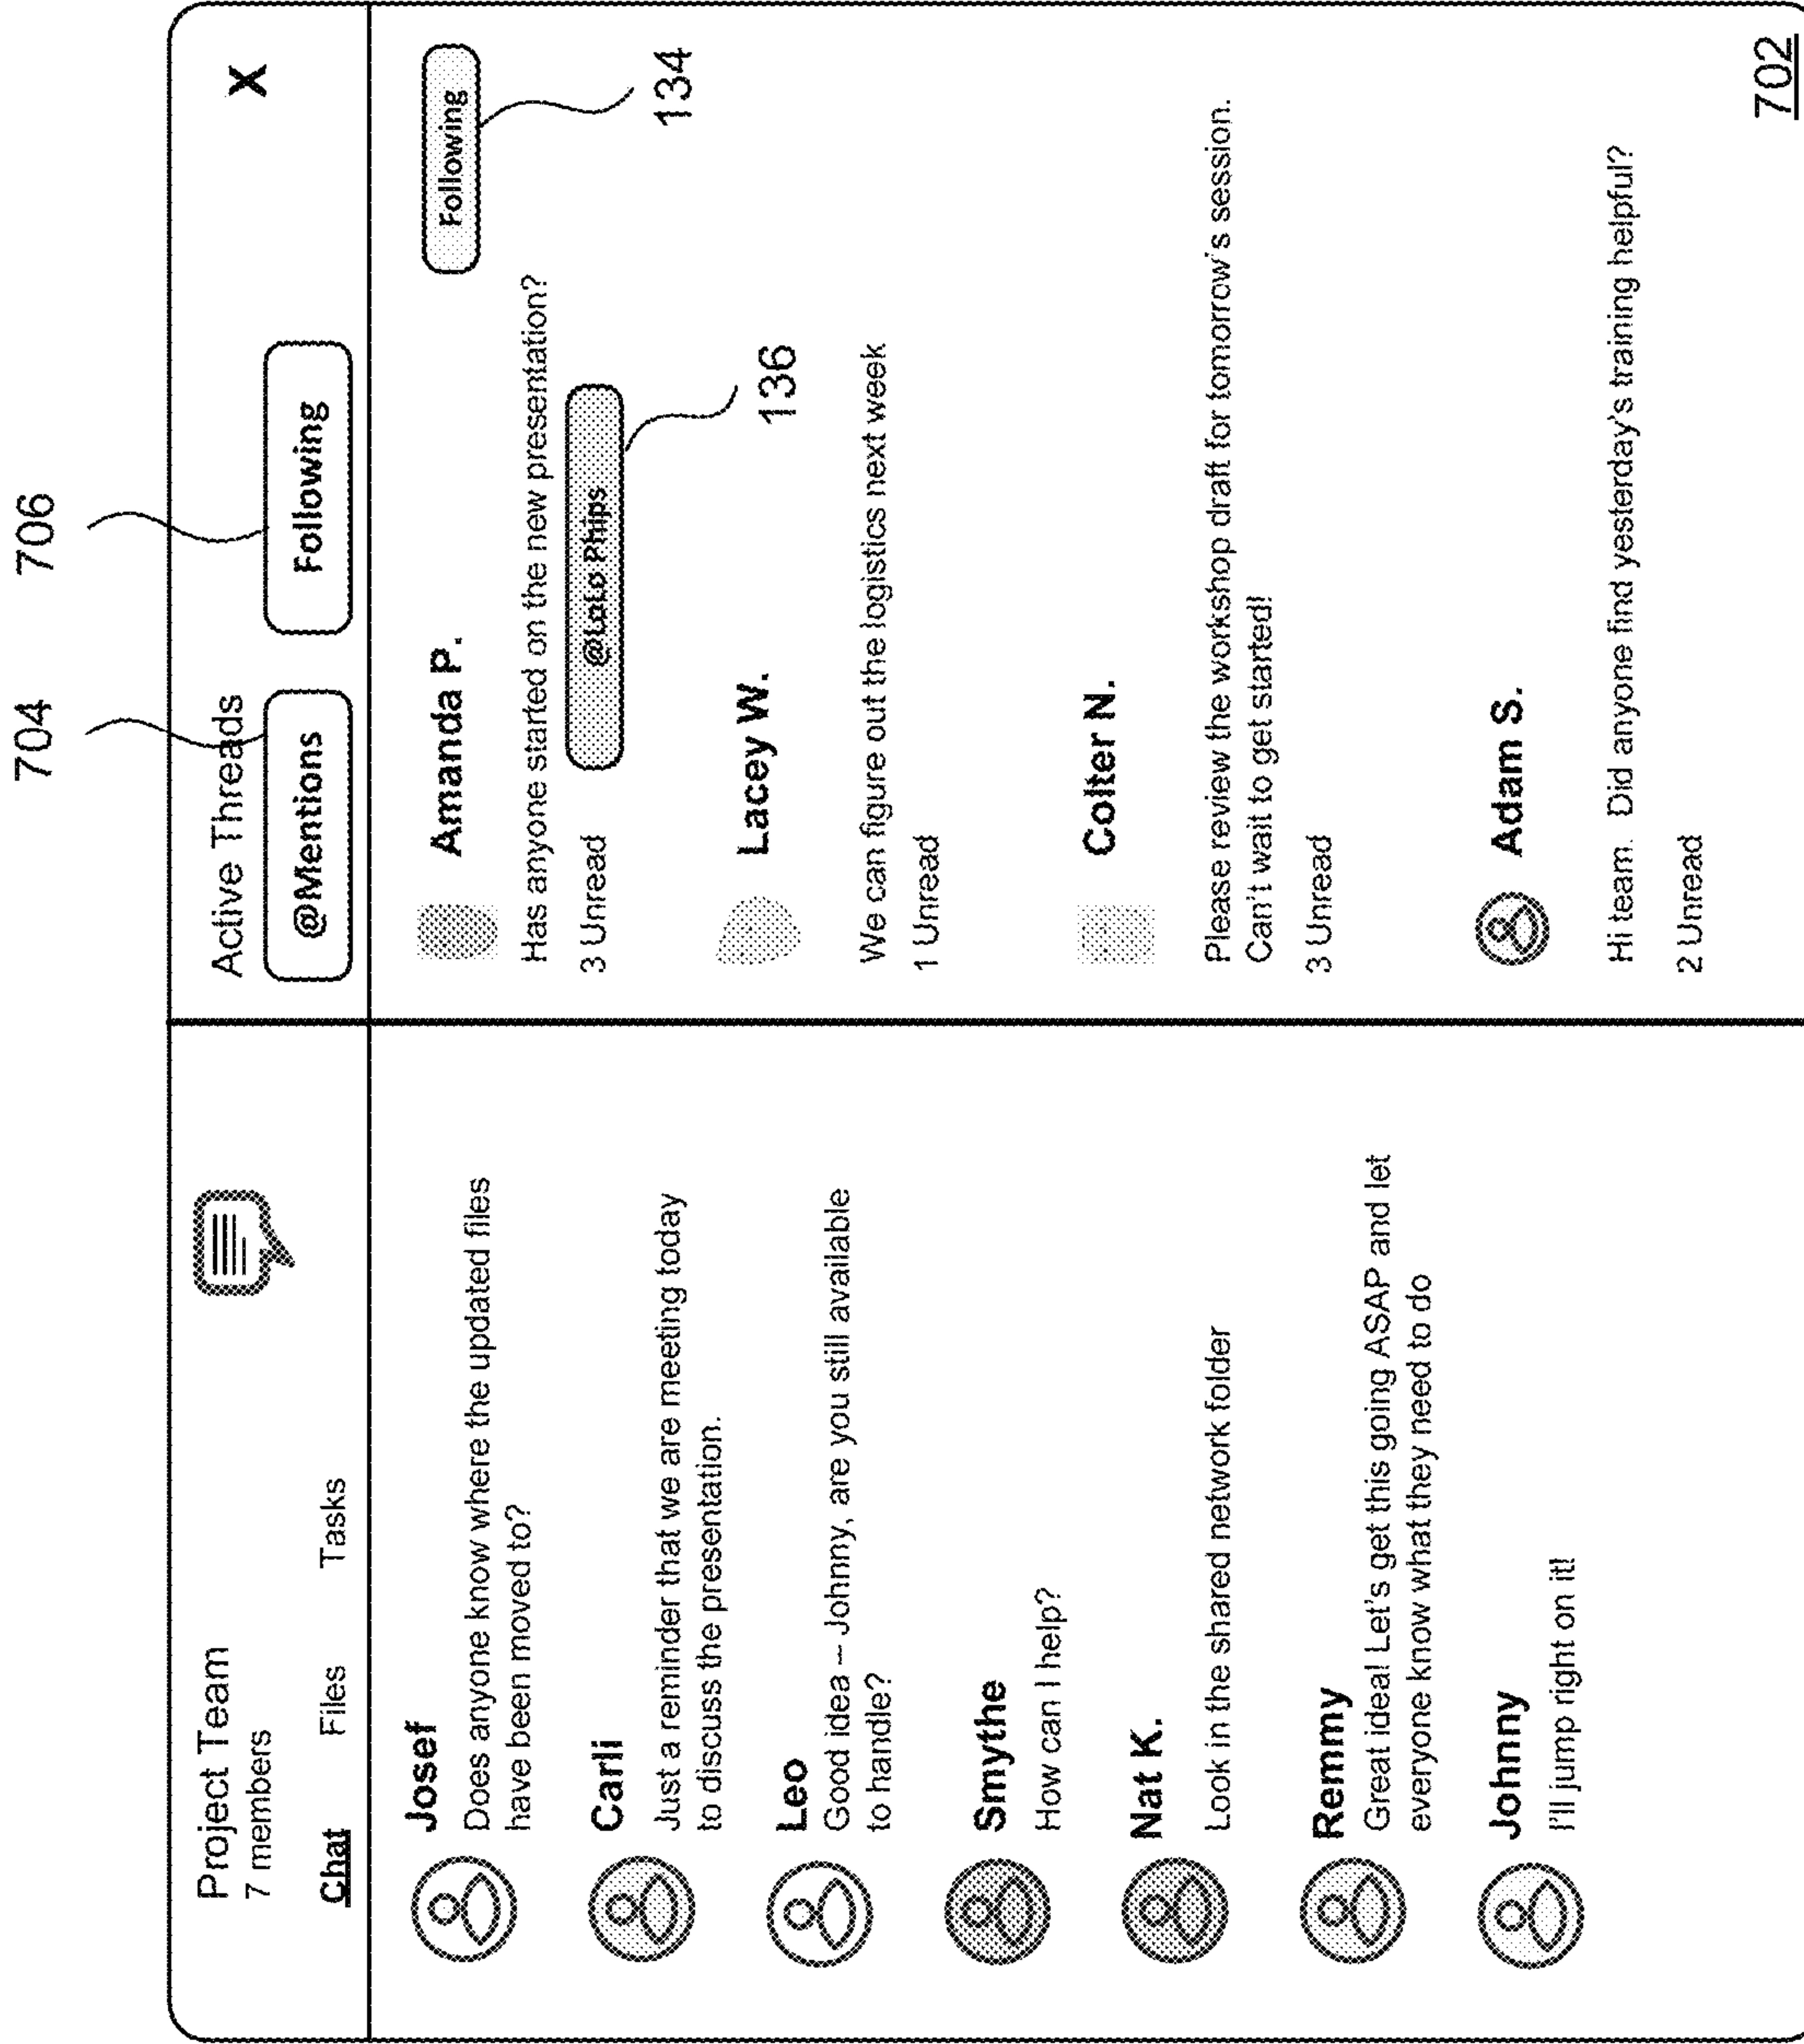 704
706
Project Team
7 members
Chat Files Tasks
Josef
Does anyone know where the updated files
have been moved to?
Carli
Just a reminder that we are meeting today
to discuss the presentation.
Leo
Good idea – Johnny, are you still available
to handle?
Smythe
How can I help?
Nat K.
Look in the shared network folder
Remmy
Great idea! Let's get this going ASAP and let
everyone know what they need to do
Johnny
I'll jump right on it!
Active Threads
X
@Mentions
Following
Amanda P.
Following
134
Has anyone started on the new presentation?
3 Unread
@LoLo Phips
136
Lacey W.
We can figure out the logistics next week
1 Unread
Colter N.
Please review the workshop draft for tomorrow's session.
Can't wait to get started!
3 Unread
Adam S.
Hi team. Did anyone find yesterday's training helpful?
2 Unread
702